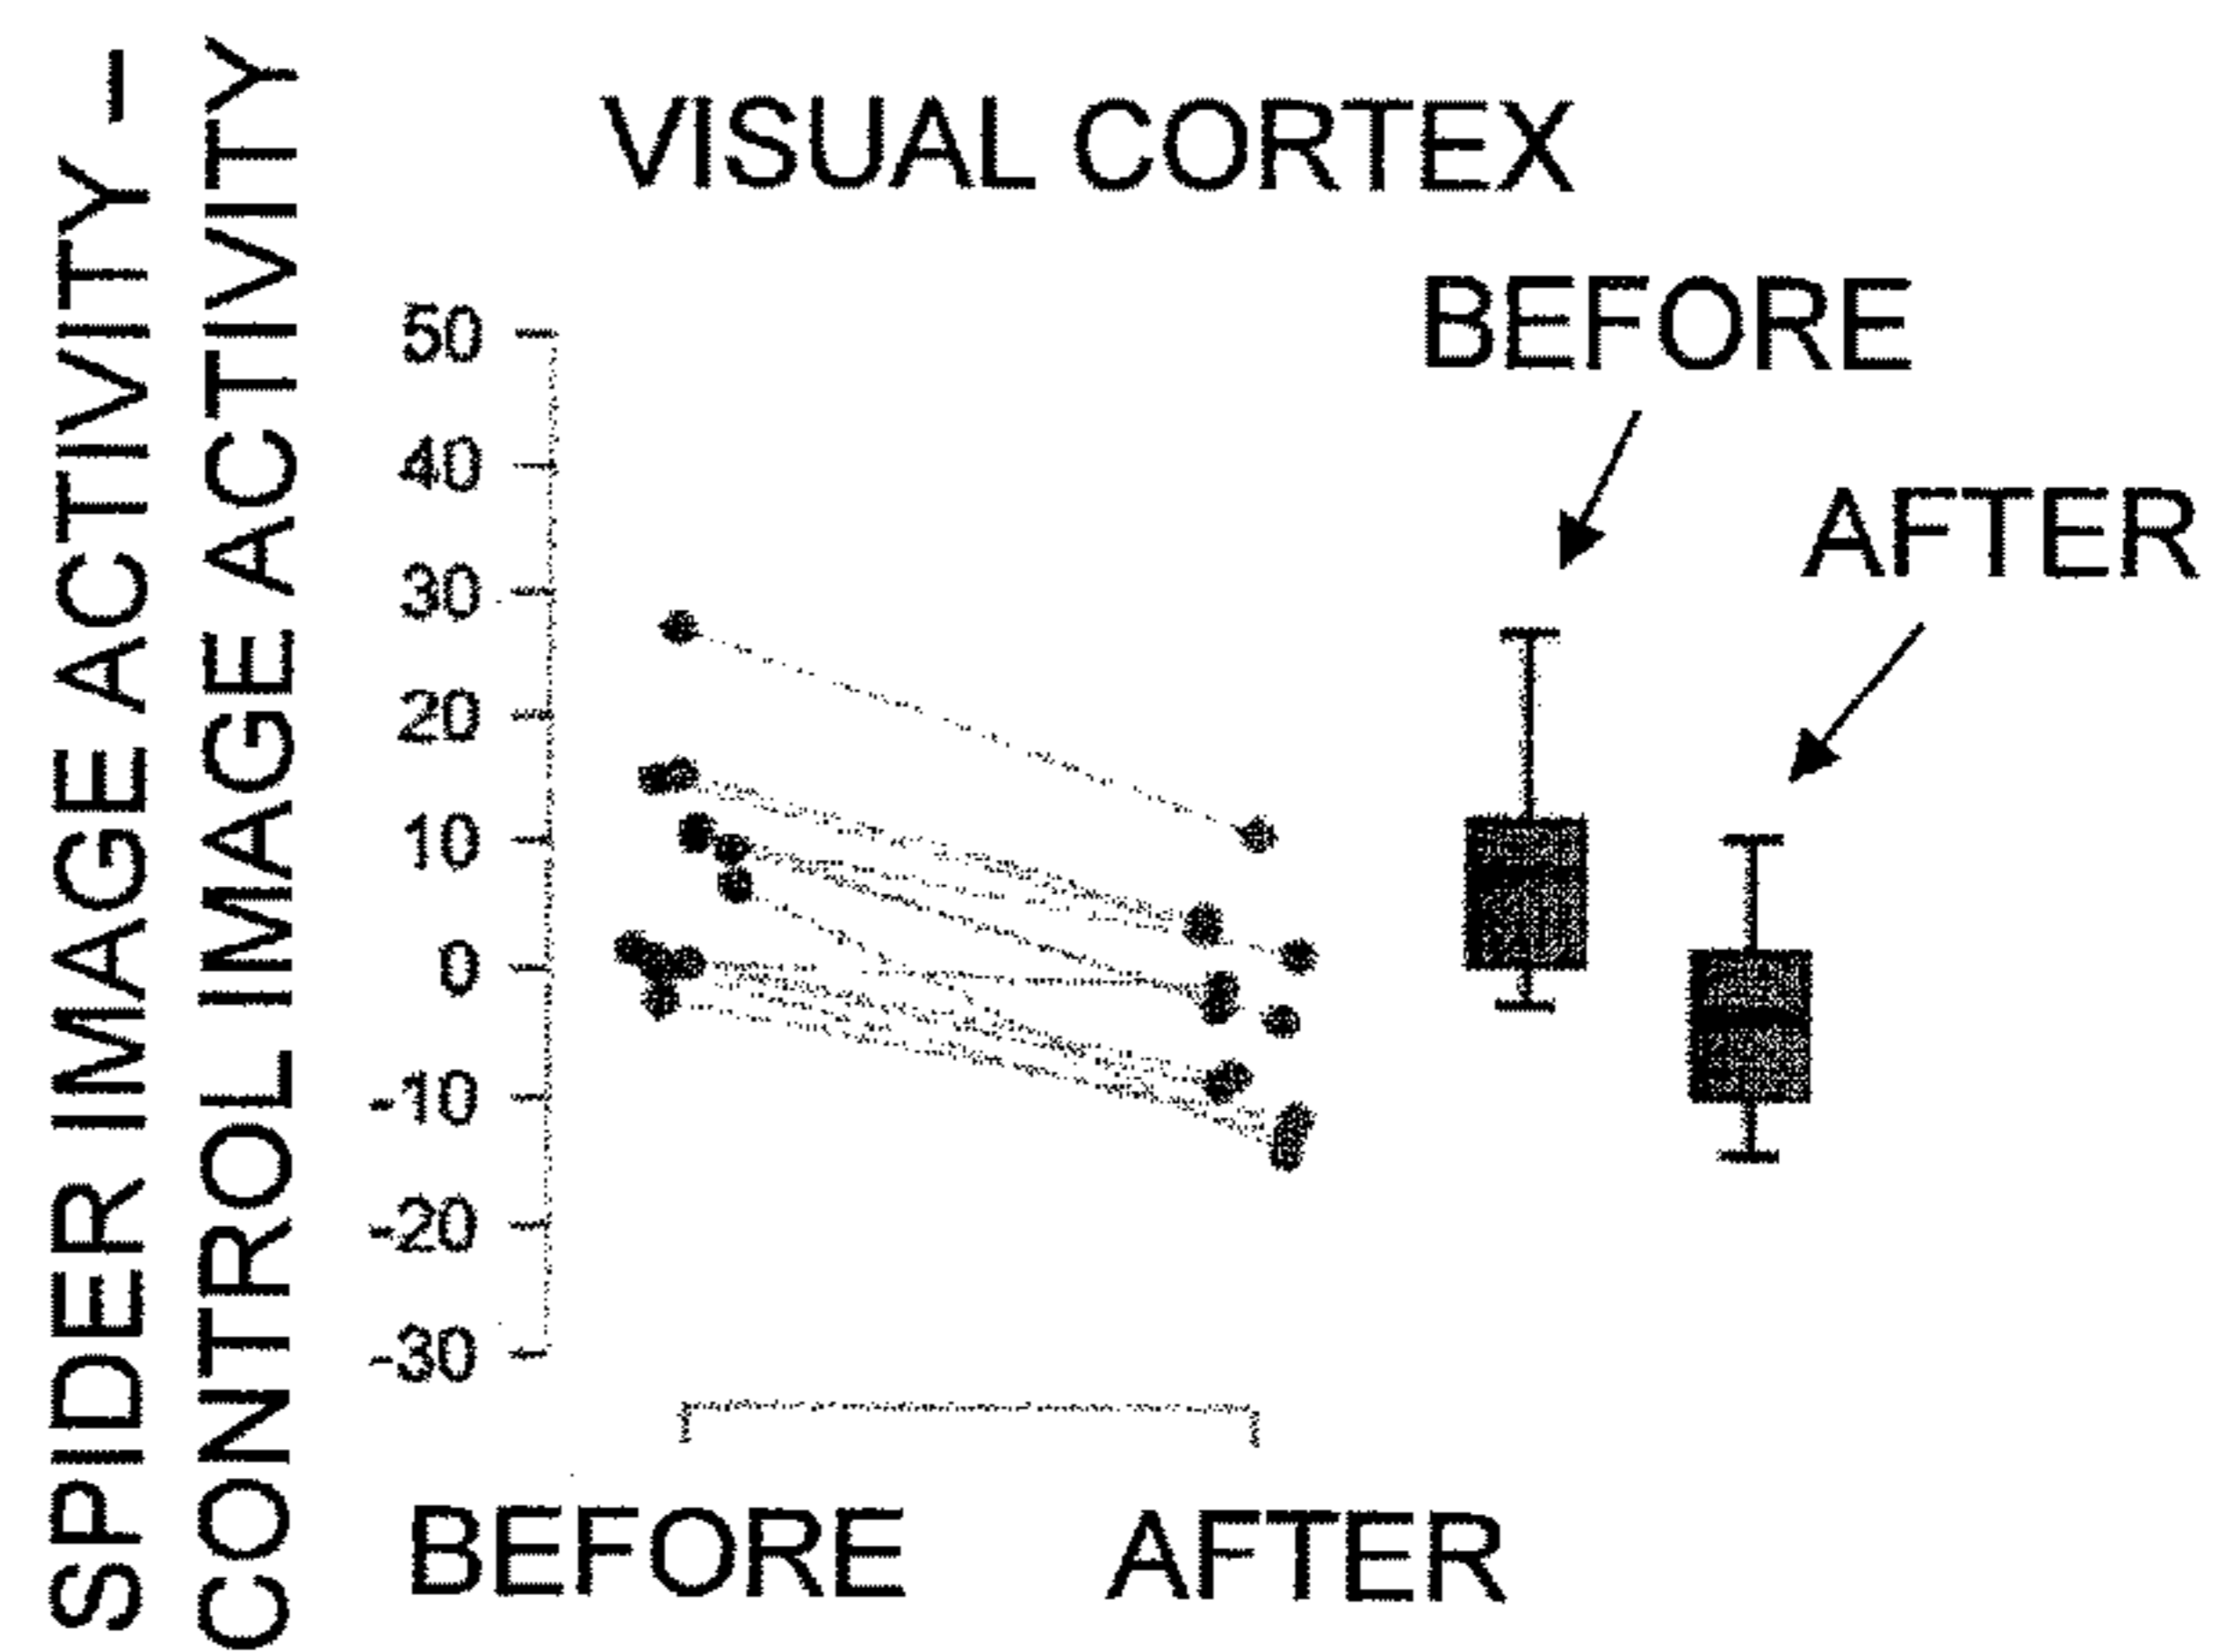 SPIDER IMAGE ACTIVITY –
CONTROL IMAGE ACTIVITY
VISUAL CORTEX
BEFORE
AFTER
50
40
30
20
10
0
-10
-20
-30
BEFORE AFTER